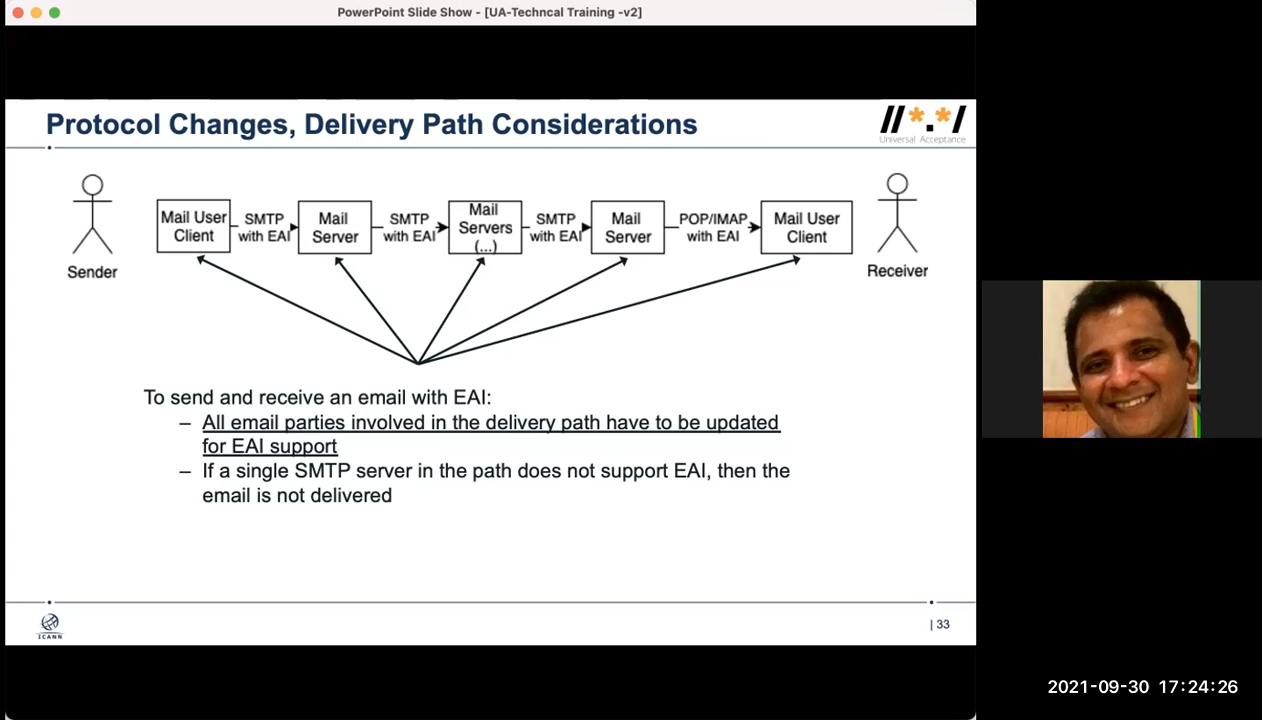 PowerPoint Slide Show - [UA-Techncal Training -v2]
Protocol Changes, Delivery Path Considerations
//*.*/
Universal Acceptance
Mail User
Client
SMTP
with EAI
Mail
Server
SMTP
with EAI
Mail
Servers
(...)
SMTP
with EAI
Mail
Server
POP/IMAP
with EAI
Mail User
Client
Sender
Receiver
To send and receive an email with EAI:
– All email parties involved in the delivery path have to be updated
for EAI support
– If a single SMTP server in the path does not support EAI, then the
email is not delivered
ICANN
| 33
2021-09-30 17:24:26